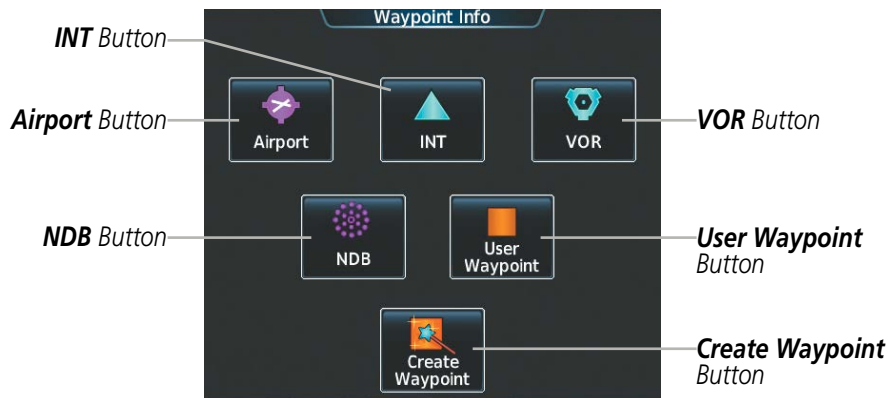 Waypoint Info
INT Button
Airport Button
VOR Button
Airport
INT
VOR
NDB Button
User Waypoint
Button
NDB
User
Waypoint
Create Waypoint
Button
Create
Waypoint